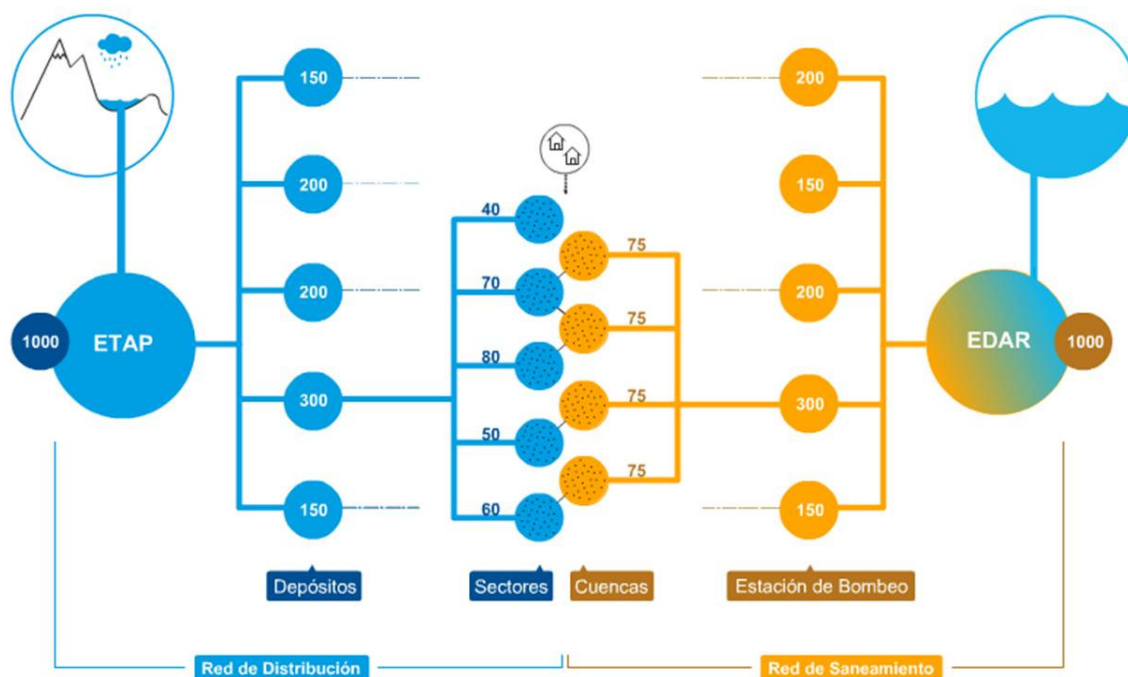 150
200
200
150
40
75
70
200
200
75
1000
ETAP
EDAR
1000
80
300
75
300
50
75
150
60
150
Depósitos
Sectores
Cuencas
Estación de Bombeo
Red de Distribución
Red de Saneamiento